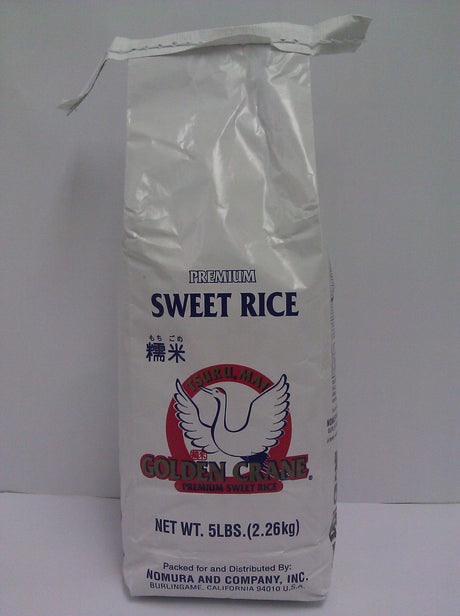 PREMIUM
SWEET RICE
もち ごめ
糯米
TSURU MAI
GOLDEN CRANE®
PREMIUM SWEET RICE
NET WT. 5LBS.(2.26kg)
Packed for and Distributed By:
NOMURA AND COMPANY, INC.
BURLINGAME, CALIFORNIA 94010 U.S.A.